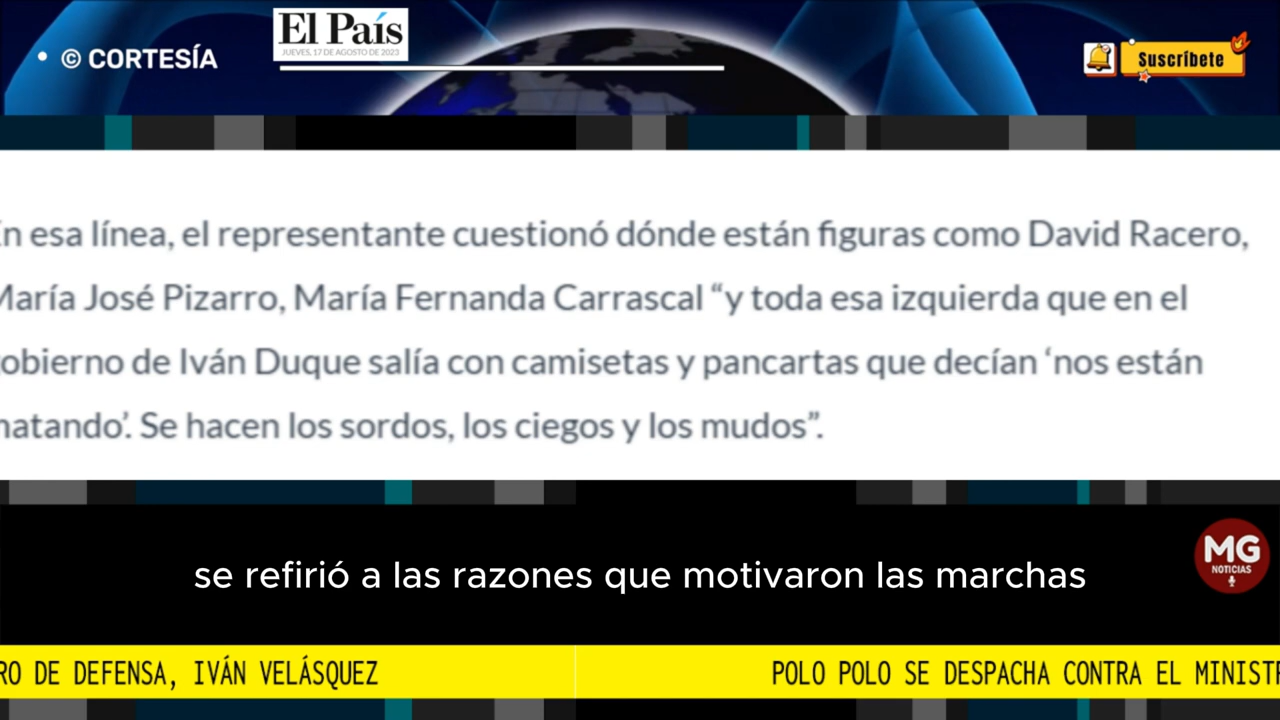 © CORTESÍA
El País
JUEVES, 17 DE AGOSTO DE 2023
Suscríbete
En esa línea, el representante cuestionó dónde están figuras como David Racero,
María José Pizarro, María Fernanda Carrascal “y toda esa izquierda que en el
obierno de Iván Duque salía con camisetas y pancartas que decían ‘nos están
matando’. Se hacen los sordos, los ciegos y los mudos”.
MG
NOTICIAS
se refirió a las razones que motivaron las marchas
RO DE DEFENSA, IVÁN VELÁSQUEZ POLO POLO SE DESPACHA CONTRA EL MINISTE